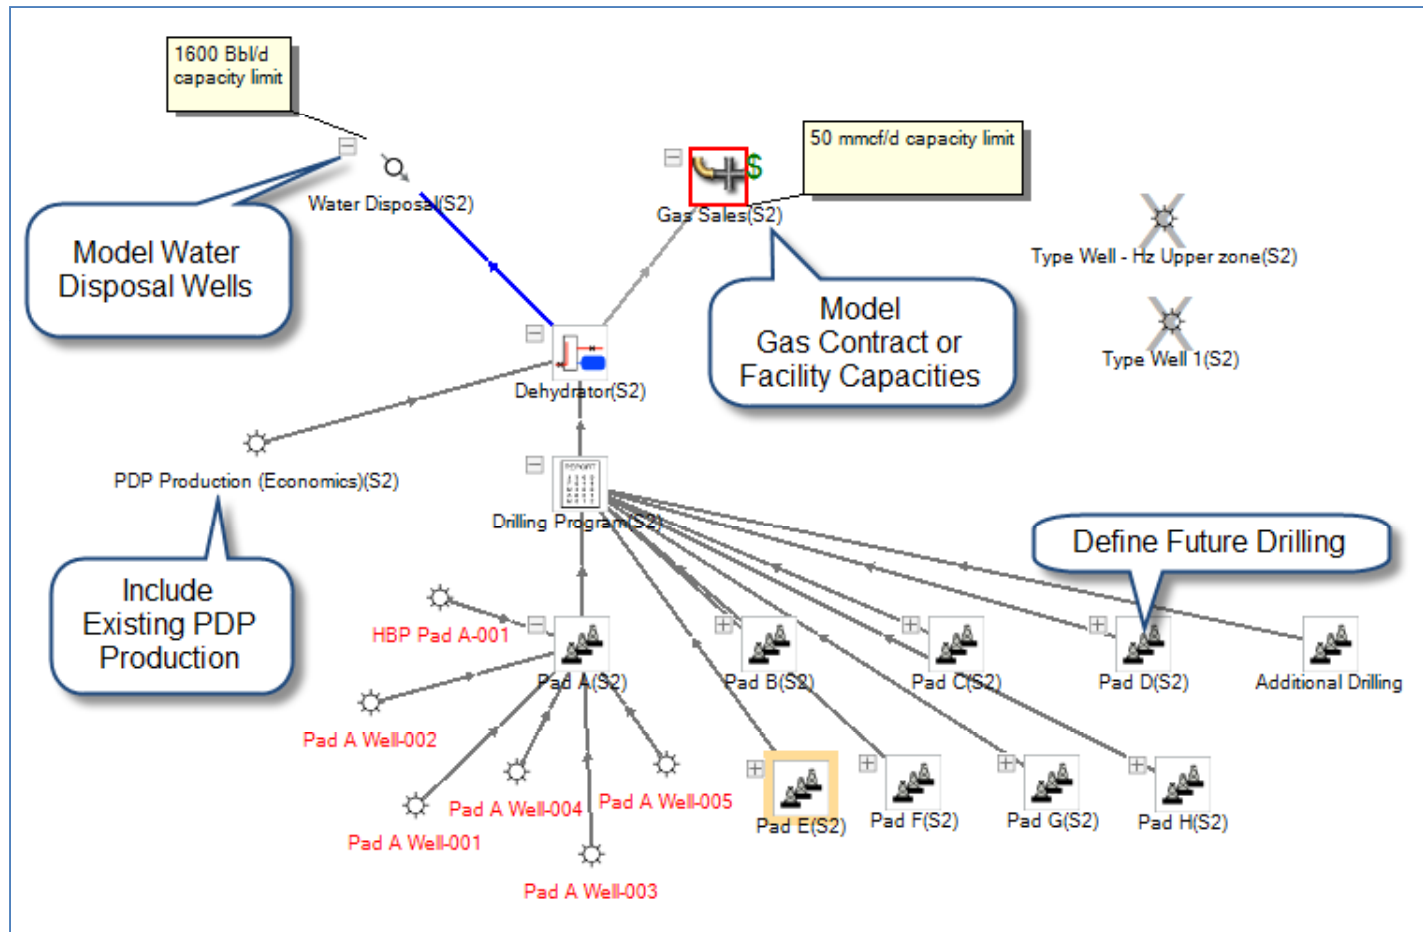 1600 Bbl/d
capacity limit
50 mmcf/d capacity limit
Water Disposal(S2)
Gas Sales(S2)
Model Water
Disposal Wells
Type Well - Hz Upper zone(S2)
Model
Gas Contract or
Facility Capacities
Type Well 1(S2)
Dehydrator(S2)
PDP Production (Economics)(S2)
REPORT
Drilling Program(S2)
Define Future Drilling
Include
Existing PDP
Production
HBP Pad A-001
Pad A(S2)
Pad B(S2)
Pad C(S2)
Pad D(S2)
Additional Drilling
Pad A Well-002
Pad A Well-004
Pad A Well-005
Pad A Well-001
Pad A Well-003
Pad E(S2)
Pad F(S2)
Pad G(S2)
Pad H(S2)